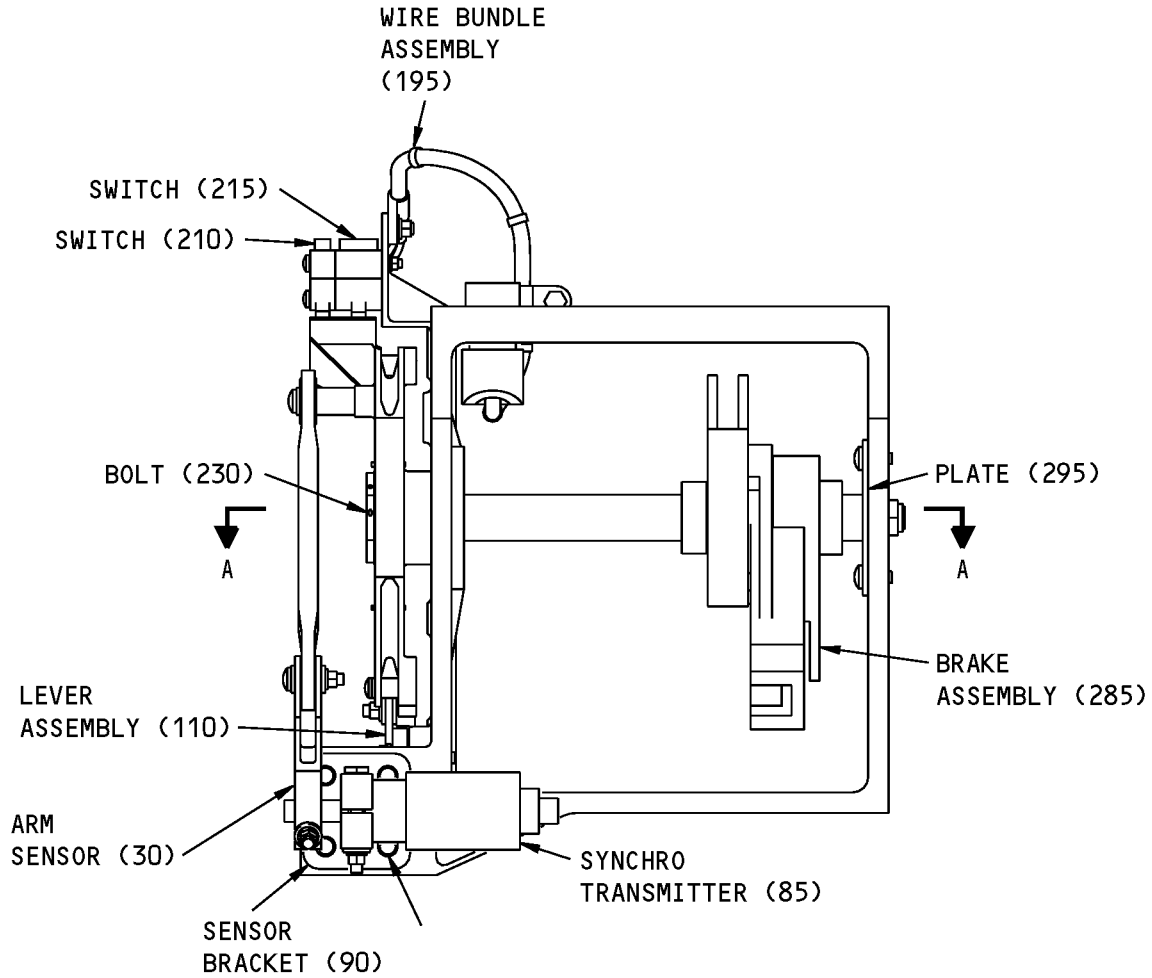 WIRE BUNDLE
ASSEMBLY
(195)
SWITCH (215)
SWITCH (210)
BOLT (230)
PLATE (295)
A
A
BRAKE
ASSEMBLY (285)
LEVER
ASSEMBLY (110)
ARM
SENSOR (30)
SYNCHRO
TRANSMITTER (85)
SENSOR
BRACKET (90)